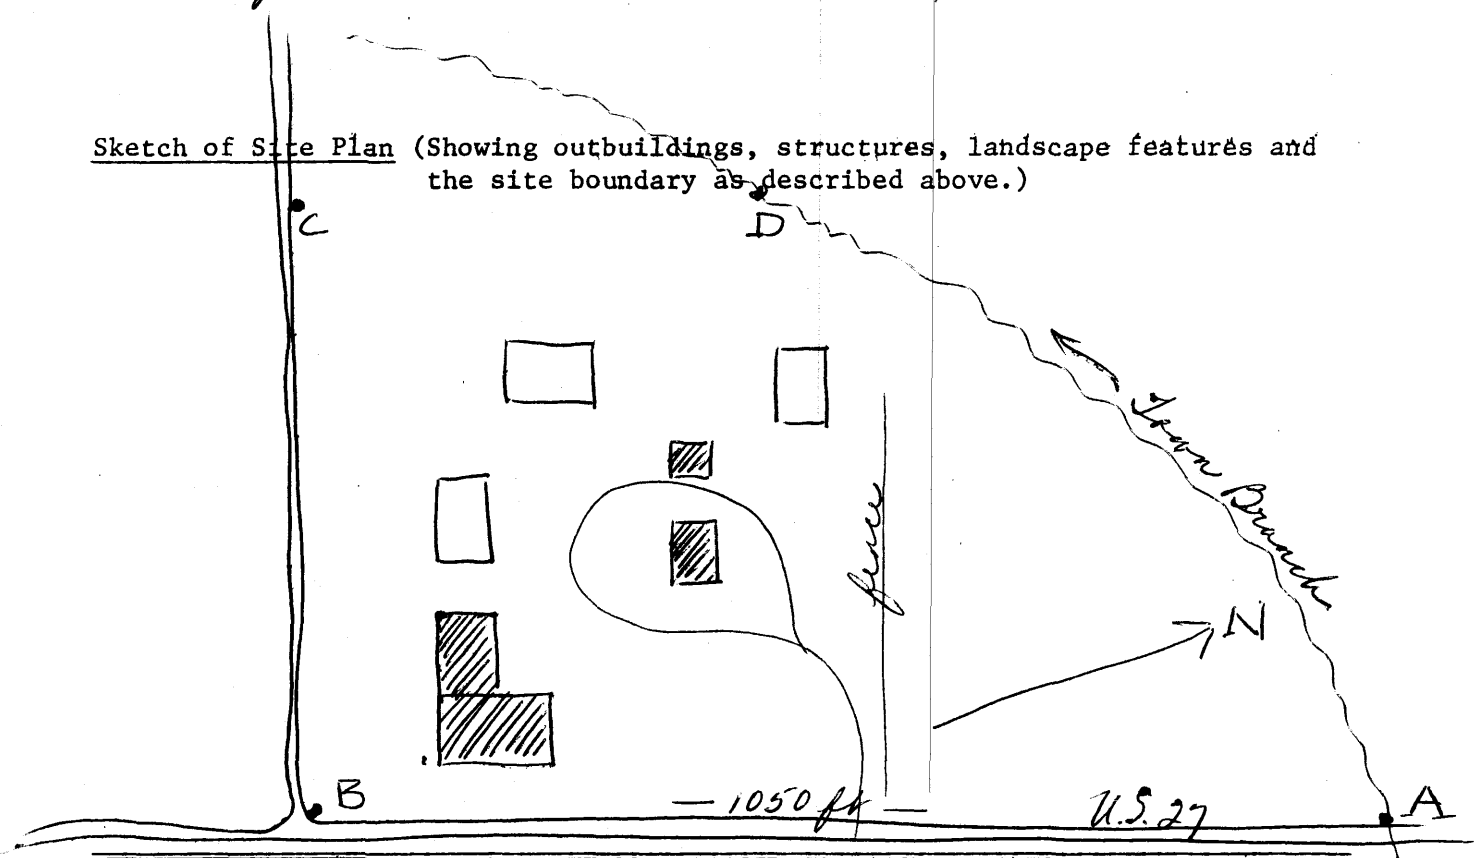 Sketch of Site Plan (Showing outbuildings, structures, landscape features and
the site boundary as described above.)
C
D
Town Branch
fence
N
B
— 1050 ft —
U.S. 27
A